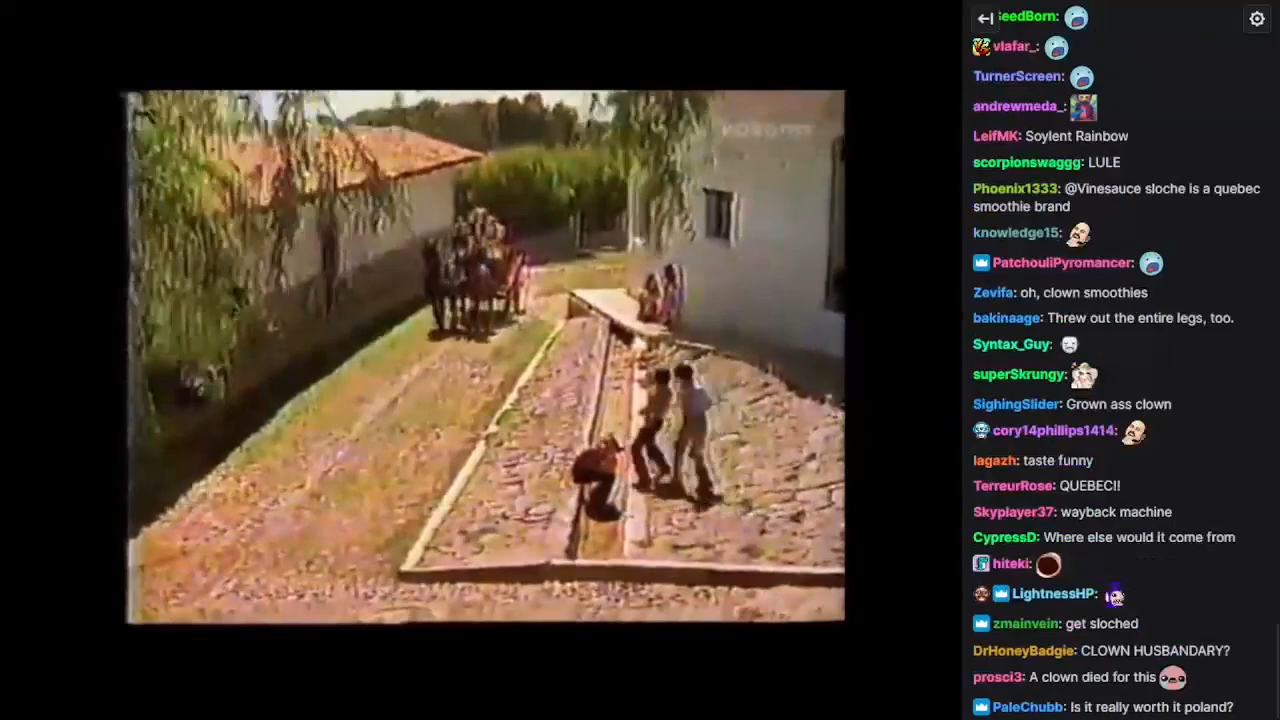 SeedBorn:
vlafar_:
TurnerScreen:
andrewmeda_:
LeifMK: Soylent Rainbow
scorpionswaggg: LULE
Phoenix1333: @Vinesauce sloche is a quebec
smoothie brand
knowledge15:
PatchouliPyromancer:
Zevifa: oh, clown smoothies
bakinaage: Threw out the entire legs, too.
Syntax_Guy:
superSkrungy:
SighingSlider: Grown ass clown
cory14phillips1414:
lagazh: taste funny
TerreurRose: QUEBEC!!
Skyplayer37: wayback machine
CypressD: Where else would it come from
hiteki:
LightnessHP:
zmainvein: get sloched
DrHoneyBadgie: CLOWN HUSBANDARY?
prosci3: A clown died for this
PaleChubb: Is it really worth it poland?